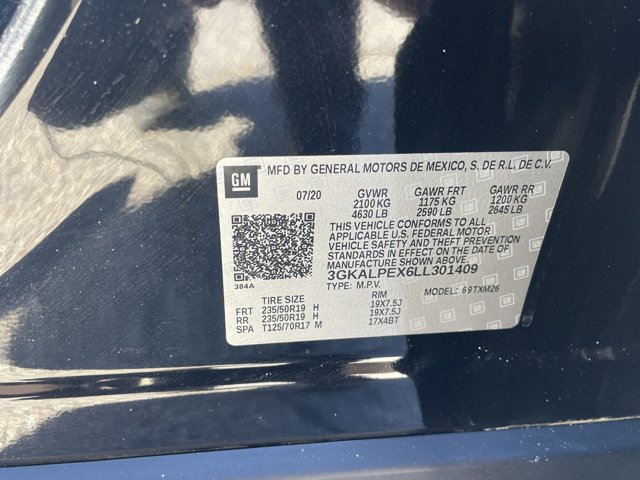 MFD BY GENERAL MOTORS DE MEXICO, S. DE R.L. DE C.V.
GM
07/20 GVWR GAWR FRT GAWR RR
2100 KG 1175 KG 1200 KG
4630 LB 2590 LB 2645 LB
THIS VEHICLE CONFORMS TO ALL
APPLICABLE U.S. FEDERAL MOTOR
VEHICLE SAFETY AND THEFT PREVENTION
STANDARDS IN EFFECT ON THE DATE OF
MANUFACTURE SHOWN ABOVE.
3GKALPEX6LL301409
384A
TYPE: M.P.V. MODEL: 69TXM26
TIRE SIZE RIM
FRT 235/50R19 H 19X7.5J
RR 235/50R19 H 19X7.5J
SPA T125/70R17 M 17X4BT